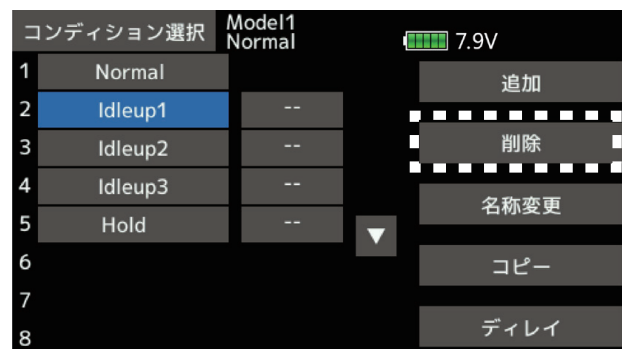 コンディション選択
Model1
Normal
7.9V
1 Normal
追加
2 Idleup1 --
3 Idleup2 --
削除
4 Idleup3 --
名称変更
5 Hold -- ▼
6
コピー
7
8
ディレイ